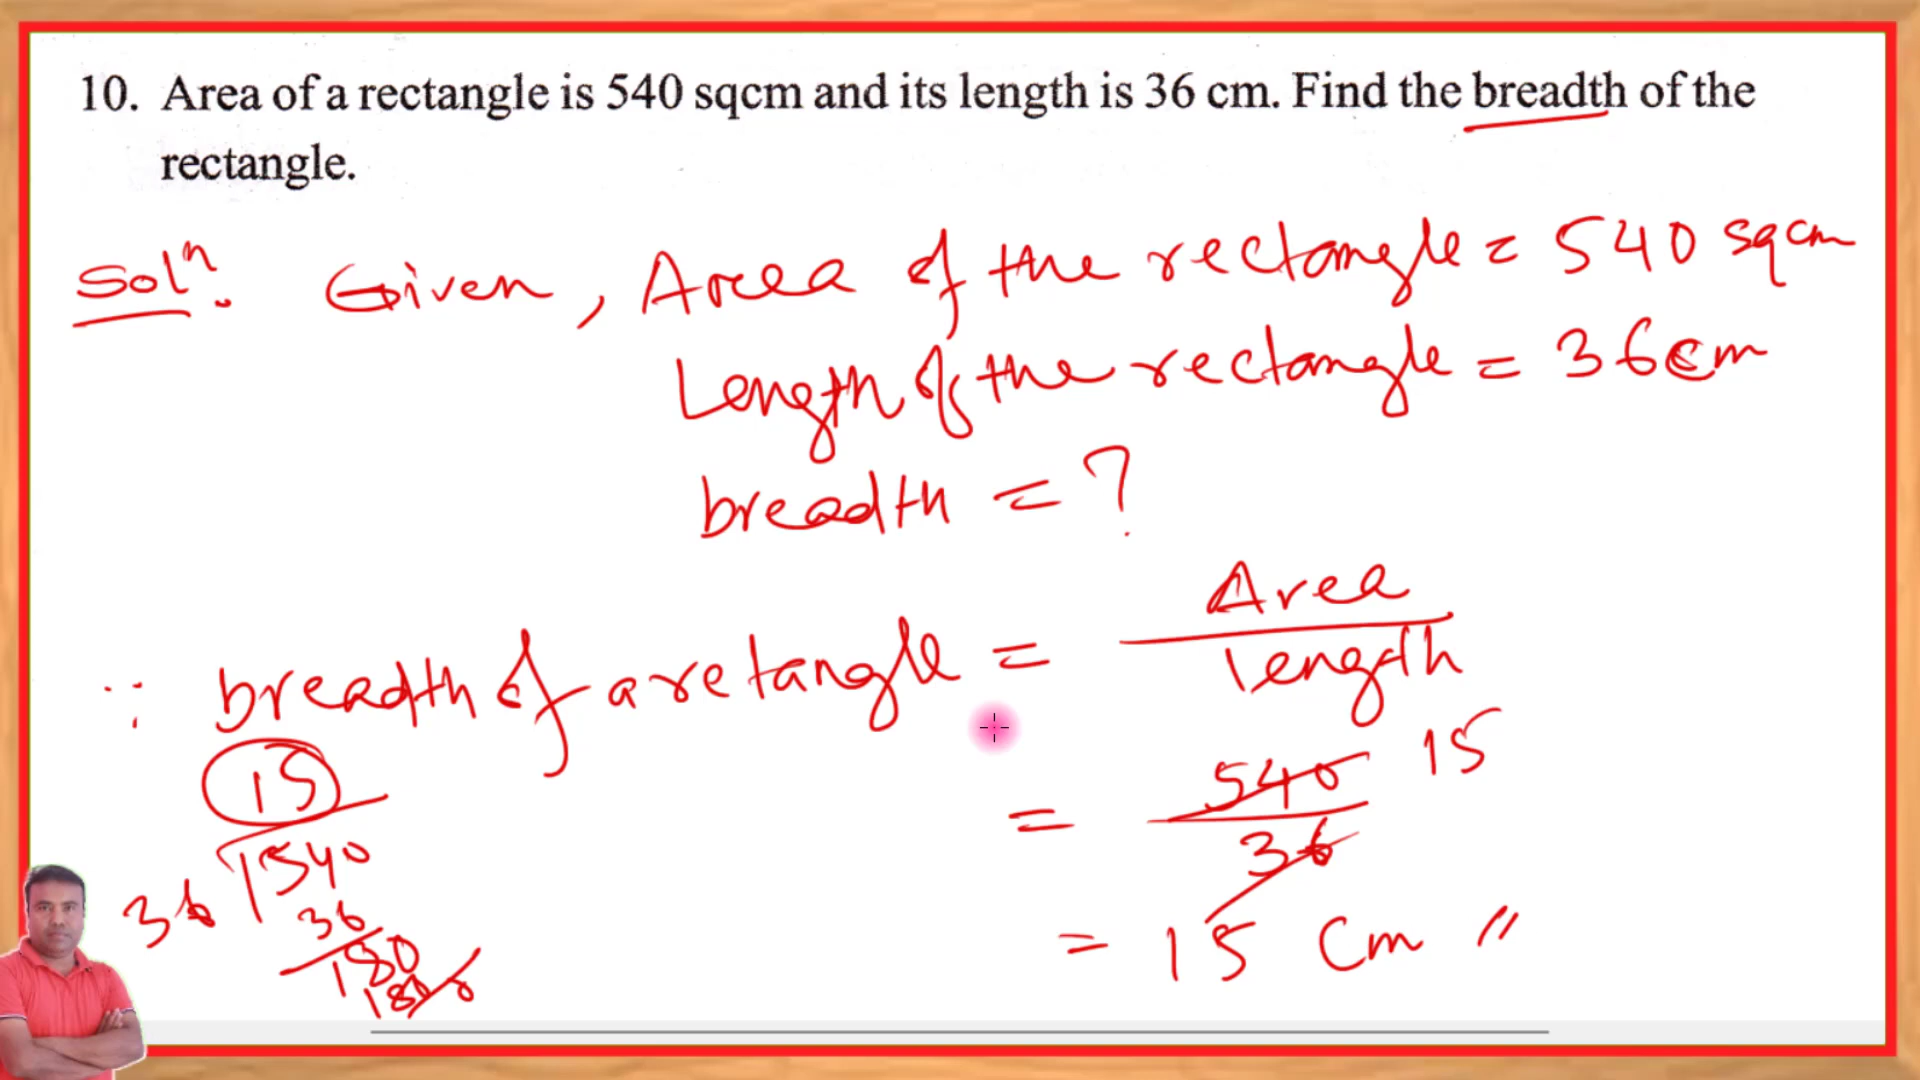 10. Area of a rectangle is 540 sqcm and its length is 36 cm. Find the breadth of the
rectangle.
Solⁿ. Given, Area of the rectangle = 540 sqcm
Length of the rectangle = 36cm
breadth = ?
∵ breadth of a retangle = Area
length
= 540 15
36
= 15 cm "
15
36 540
36
180
180